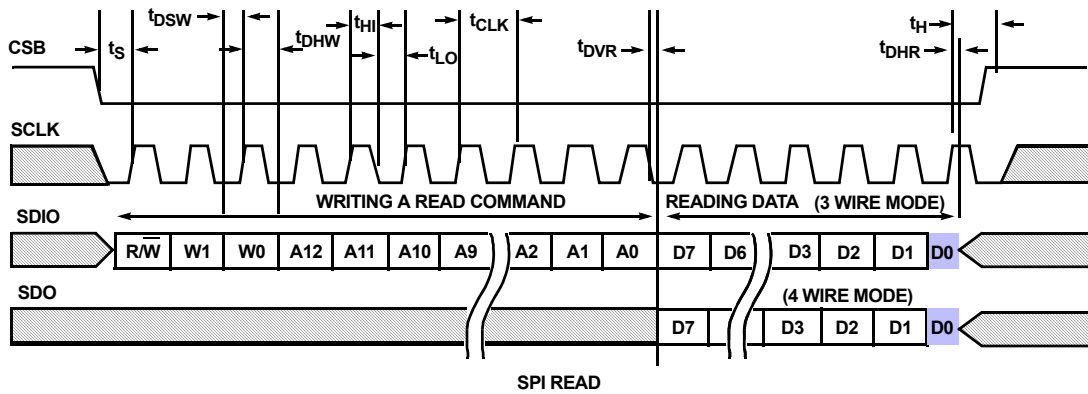 tDSW tHI tCLK tH
CSB tS tDHW tLO tDVR tDHR
SCLK
WRITING A READ COMMAND READING DATA (3 WIRE MODE)
SDIO
R/W̅ W1 W0 A12 A11 A10 A9 A2 A1 A0 D7 D6 D3 D2 D1 D0
SDO (4 WIRE MODE)
D7 D3 D2 D1 D0
SPI READ